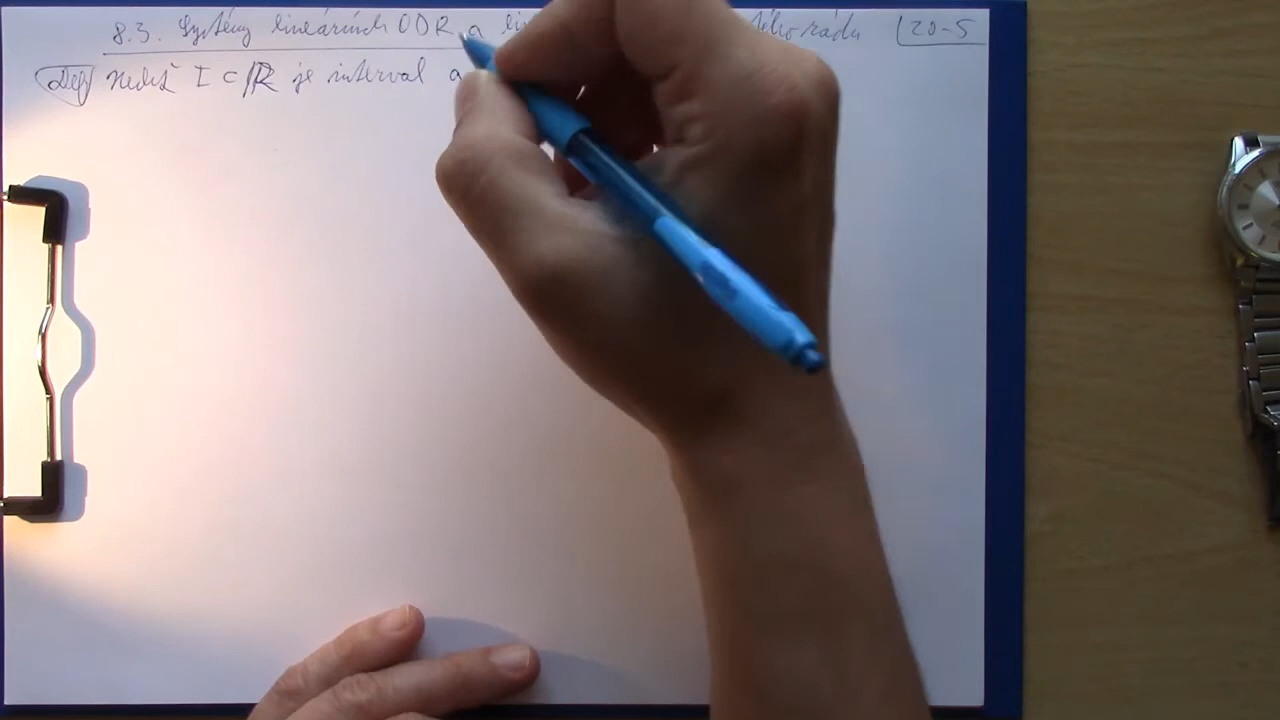 8.3. Systémy lineárních ODR a li řádu 20-5
Def Nechť I ⊂ ℝ je interval a